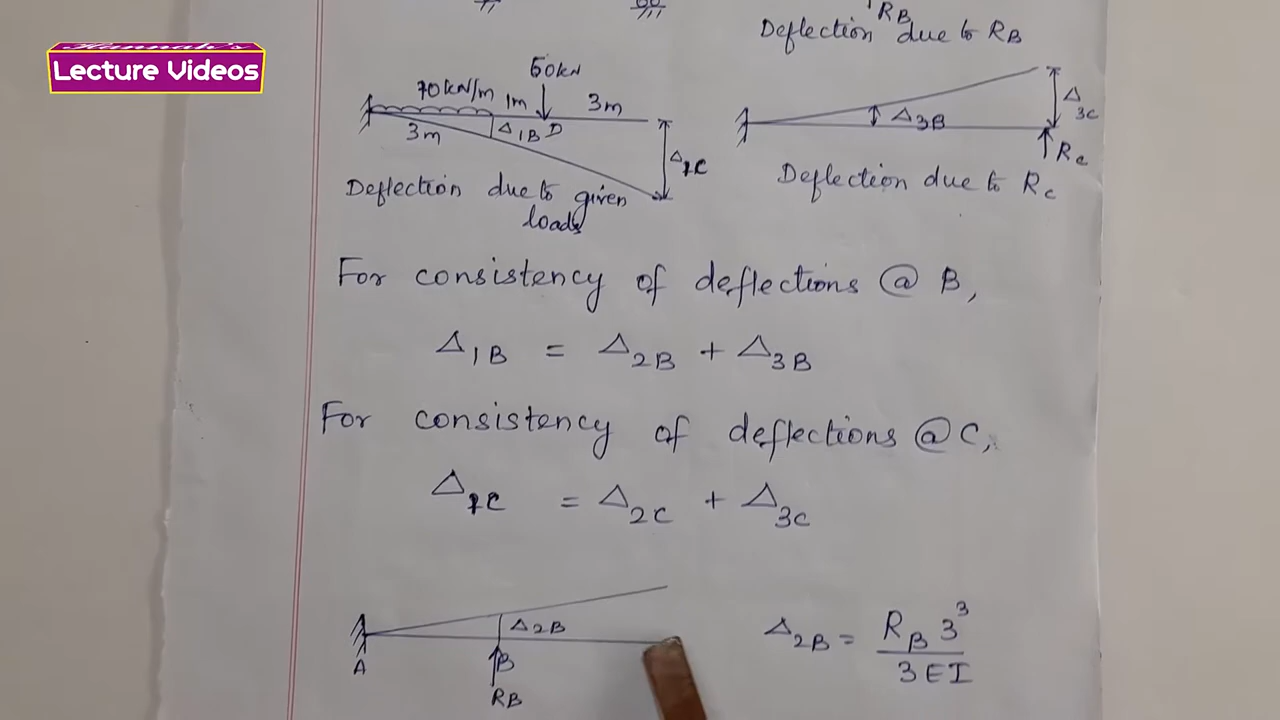 Hannah's
Lecture Videos
RB
Deflection due to RB
50kN
70kN/m 1m 3m
3m Δ1B D
Δ1C
Deflection due to given
loads
Δ3B
Δ3C
Rc
Deflection due to Rc
For consistency of deflections @ B,
Δ1B = Δ2B + Δ3B
For consistency of deflections @ C,
Δ1C = Δ2C + Δ3C
Δ2B
A
B
RB
Δ2B = RB 3³
3EI